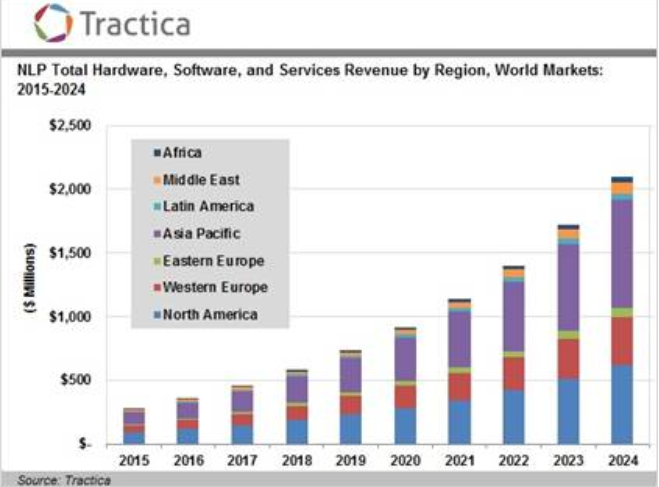 Tractica
NLP Total Hardware, Software, and Services Revenue by Region, World Markets:
2015-2024
$2,500
$2,000
$1,500
$1,000
$500
$-
($ Millions)
Africa
Middle East
Latin America
Asia Pacific
Eastern Europe
Western Europe
North America
2015 2016 2017 2018 2019 2020 2021 2022 2023 2024
Source: Tractica